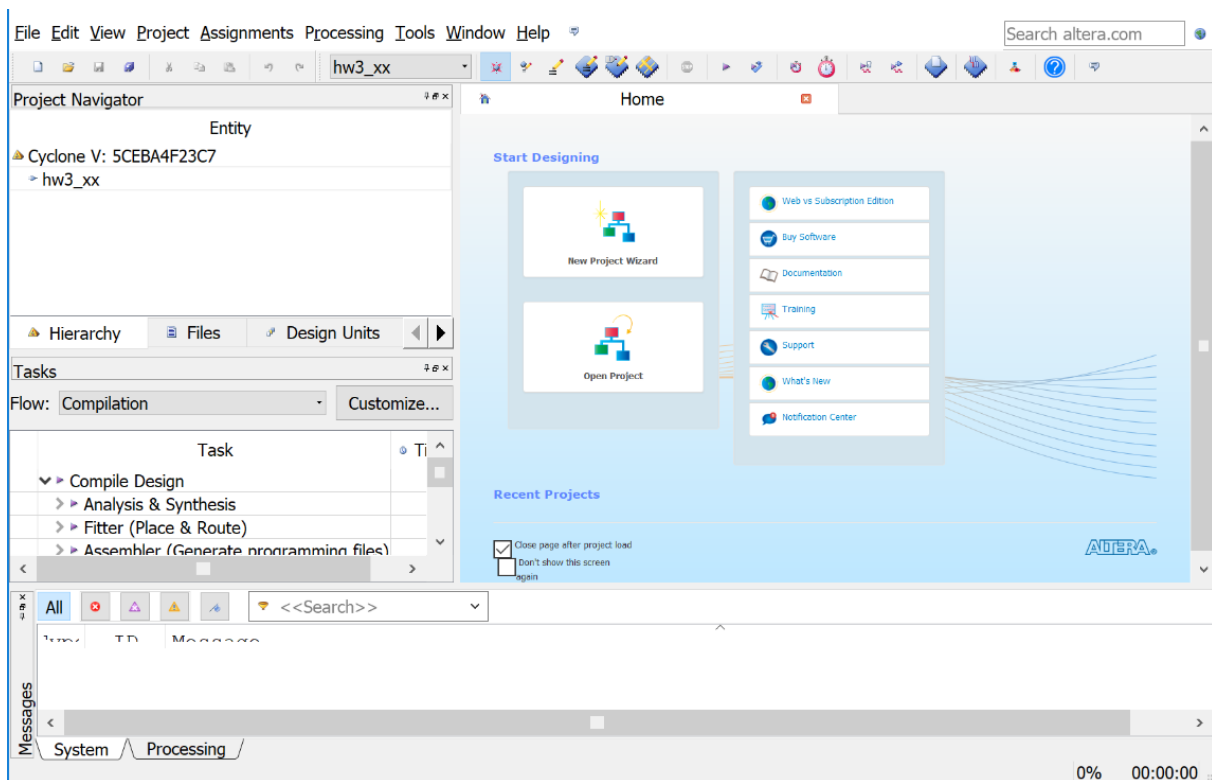 File Edit View Project Assignments Processing Tools Window Help
Search altera.com
hw3_xx
Project Navigator
Entity
Cyclone V: 5CEBA4F23C7
hw3_xx
Hierarchy Files Design Units
Tasks
Flow: Compilation Customize...
Task
Compile Design
Analysis & Synthesis
Fitter (Place & Route)
Assembler (Generate programming files)
Home
Start Designing
New Project Wizard
Open Project
Web vs Subscription Edition
Buy Software
Documentation
Training
Support
What's New
Notification Center
Recent Projects
Close page after project load
Don't show this screen
again
ALTERA
All <<Search>>
ID Message
Messages
System Processing
0% 00:00:00